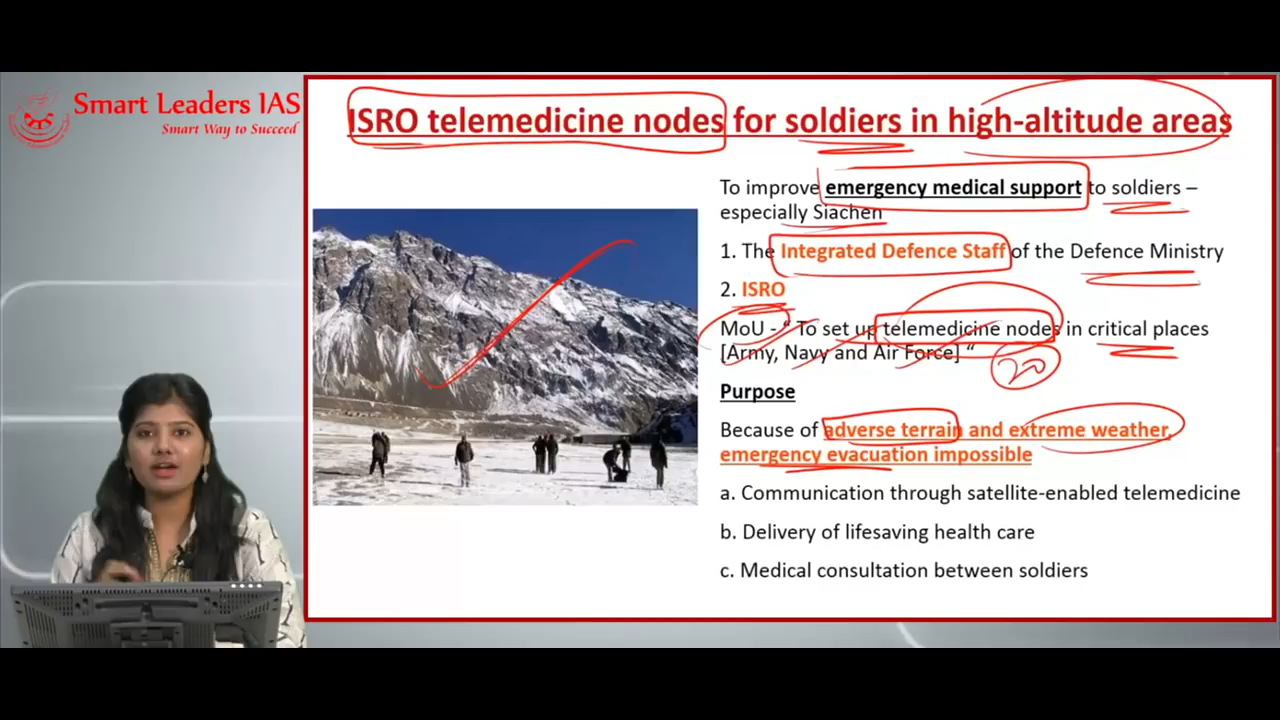 Smart Leaders IAS
Smart Way to Succeed
ISRO telemedicine nodes for soldiers in high-altitude areas
To improve emergency medical support to soldiers –
especially Siachen
1. The Integrated Defence Staff of the Defence Ministry
2. ISRO
MoU - “ To set up telemedicine nodes in critical places
[Army, Navy and Air Force] “
20
Purpose
Because of adverse terrain and extreme weather,
emergency evacuation impossible
a. Communication through satellite-enabled telemedicine
b. Delivery of lifesaving health care
c. Medical consultation between soldiers